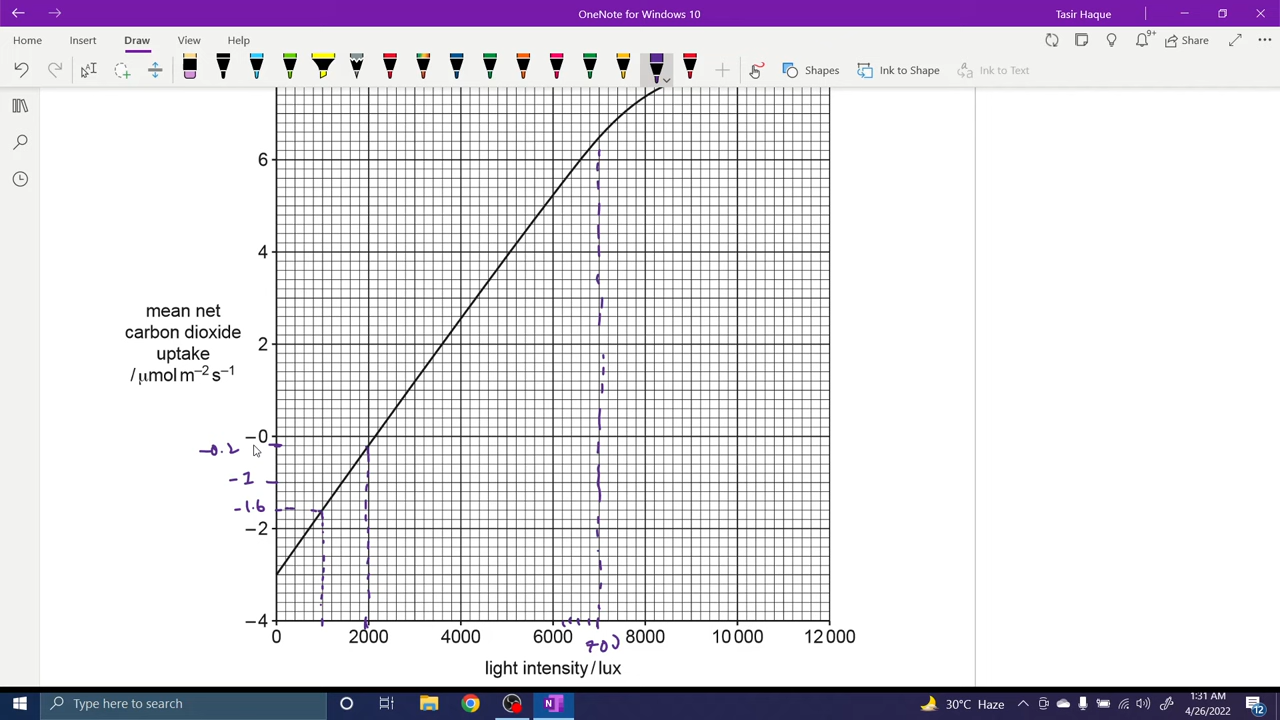 OneNote for Windows 10
Tasir Haque
Home Insert Draw View Help
9+
Share
Shapes
Ink to Shape
Ink to Text
6
4
mean net
carbon dioxide
uptake
/ μmol m⁻² s⁻¹
2
–0
-0.2
-1
-1.6
–2
–4
0 2000 4000 6000 8000 10 000 12 000
light intensity / lux
Type here to search
30°C Haze
1:31 AM
4/26/2022
12